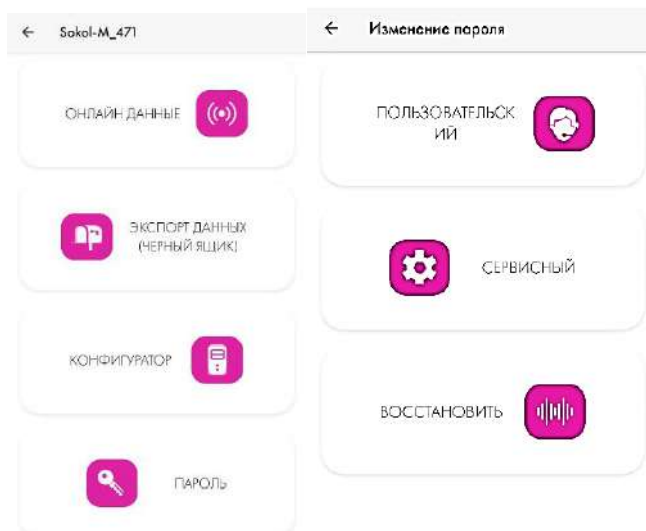 Sokol-M_471
ОНЛАЙН ДАННЫЕ
ЭКСПОРТ ДАННЫХ
(ЧЕРНЫЙ ЯЩИК)
КОНФИГУРАТОР
ПАРОЛЬ
Изменение пароля
ПОЛЬЗОВАТЕЛЬСК
ИЙ
СЕРВИСНЫЙ
ВОССТАНОВИТЬ